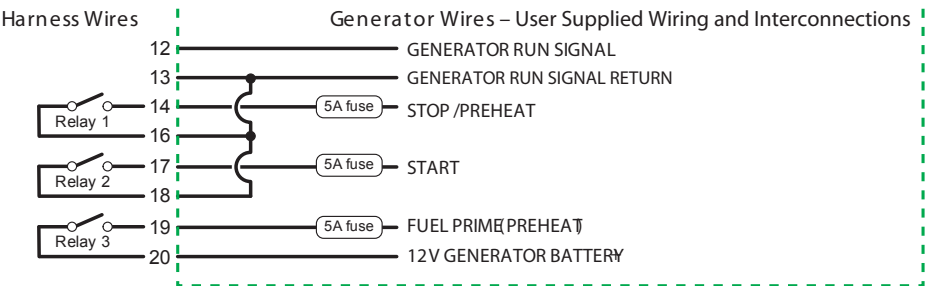 Harness Wires Generator Wires – User Supplied Wiring and Interconnections
12 GENERATOR RUN SIGNAL
13 GENERATOR RUN SIGNAL RETURN
14 5A fuse STOP /PREHEAT
Relay 1
16
17 5A fuse START
Relay 2
18
19 5A fuse FUEL PRIME(PREHEAT)
Relay 3
20 12V GENERATOR BATTERY+